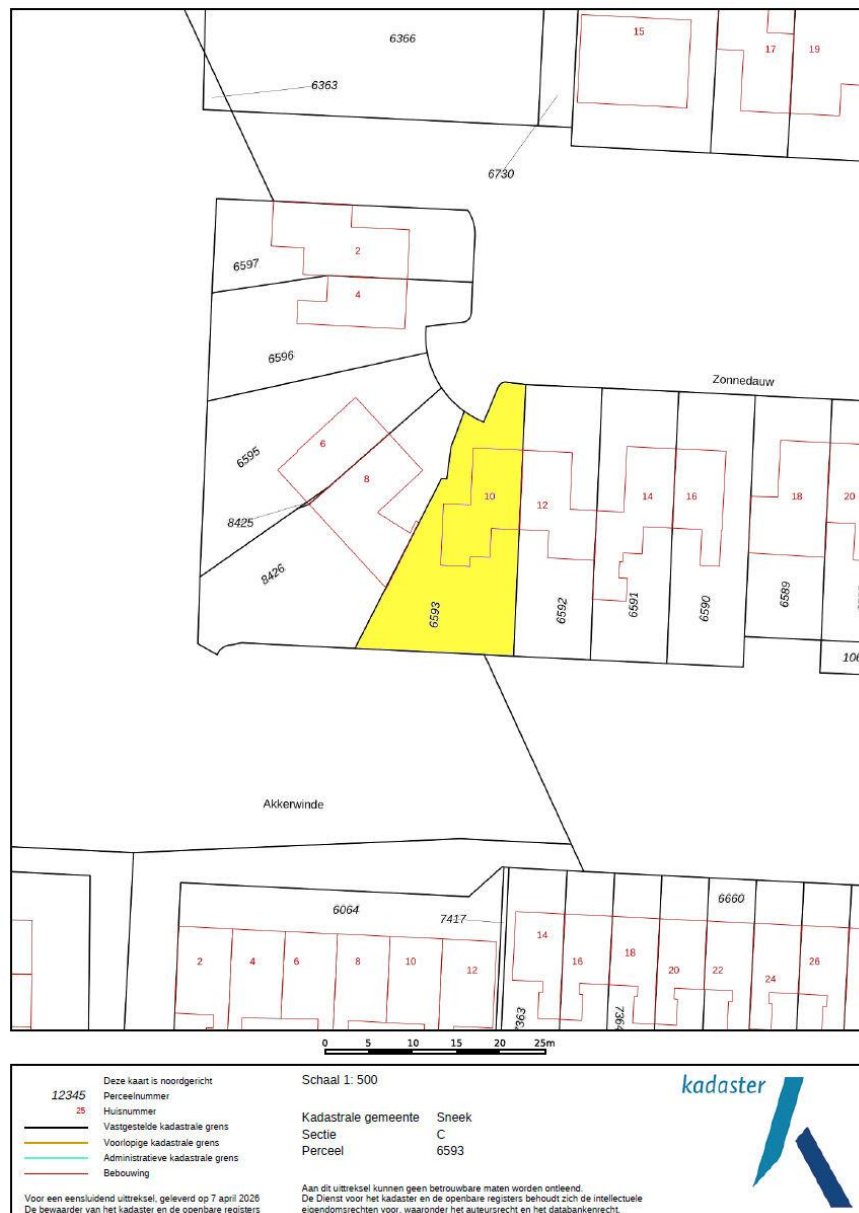 6366
15
17
19
6363
6730
2
6597
4
6596
Zonnedauw
6
6595
8
10
12
14
16
18
20
8425
8426
6593
6592
6591
6590
6589
106
Akkerwinde
6064
7417
6660
14
16
18
20
22
24
26
2
4
6
8
10
12
7363
7364
0 5 10 15 20 25m
Deze kaart is noordgericht
12345 Perceelnummer
25 Huisnummer
Vastgestelde kadastrale grens
Voorlopige kadastrale grens
Administratieve kadastrale grens
Bebouwing
Voor een eensluidend uittreksel, geleverd op 7 april 2026
De bewaarder van het kadaster en de openbare registers
Schaal 1: 500
Kadastrale gemeente Sneek
Sectie C
Perceel 6593
Aan dit uittreksel kunnen geen betrouwbare maten worden ontleend.
De Dienst voor het kadaster en de openbare registers behoudt zich de intellectuele
eigendomsrechten voor, waaronder het auteursrecht en het databankenrecht.
kadaster